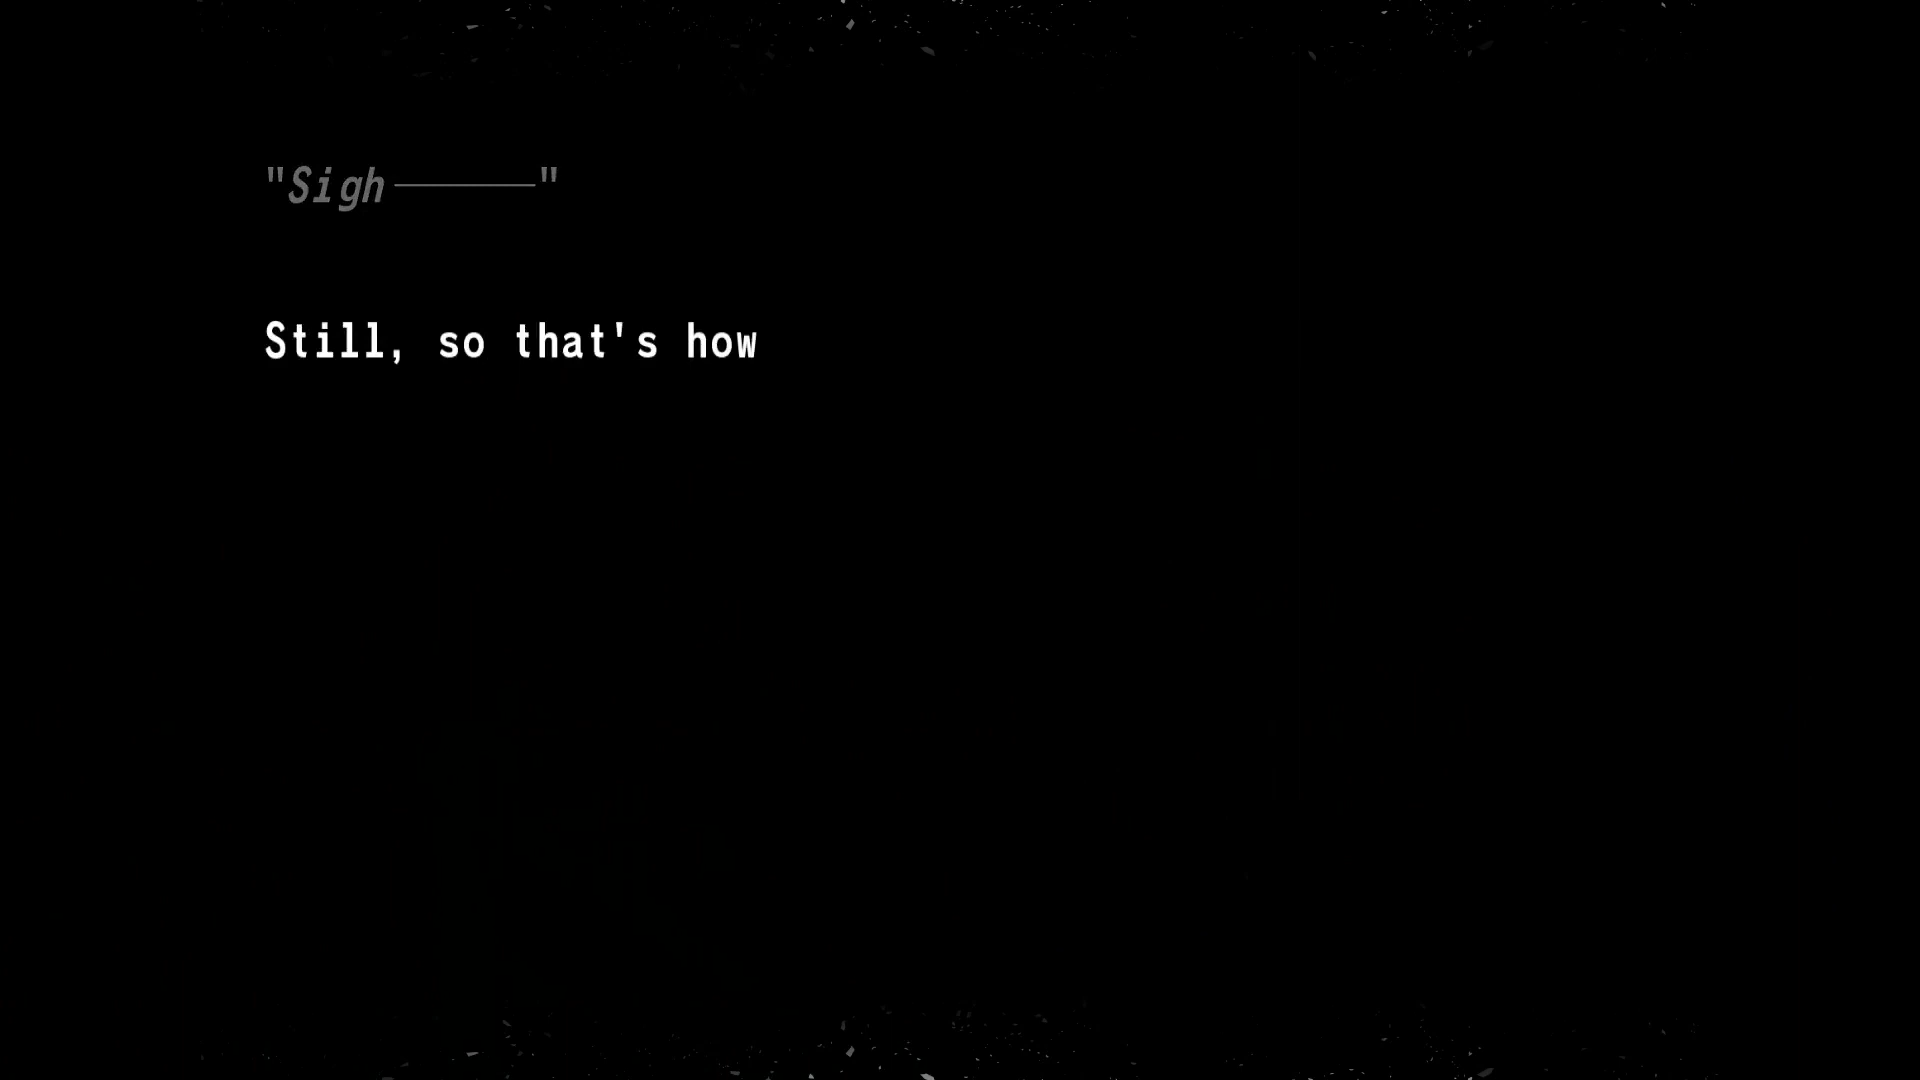 "Sigh――――――"
Still, so that's how